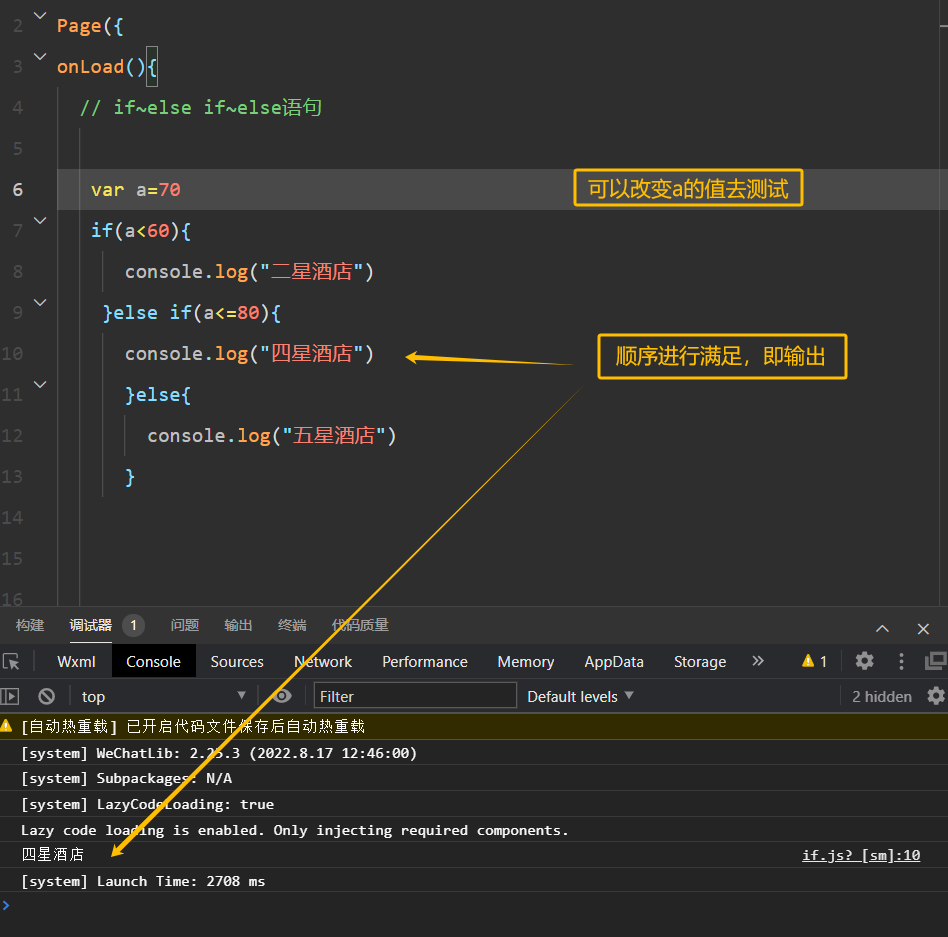 2 Page({
3 onLoad(){
4 // if~else if~else语句
5
6 var a=70 可以改变a的值去测试
7 if(a<60){
8 console.log("二星酒店")
9 }else if(a<=80){
10 console.log("四星酒店") 顺序进行满足，即输出
11 }else{
12 console.log("五星酒店")
13 }
14
15
16
构建 调试器 1 问题 输出 终端 代码质量
Wxml Console Sources Network Performance Memory AppData Storage » 1
top Filter Default levels 2 hidden
[自动热重载] 已开启代码文件保存后自动热重载
[system] WeChatLib: 2.25.3 (2022.8.17 12:46:00)
[system] Subpackages: N/A
[system] LazyCodeLoading: true
Lazy code loading is enabled. Only injecting required components.
四星酒店 if.js? [sm]:10
[system] Launch Time: 2708 ms